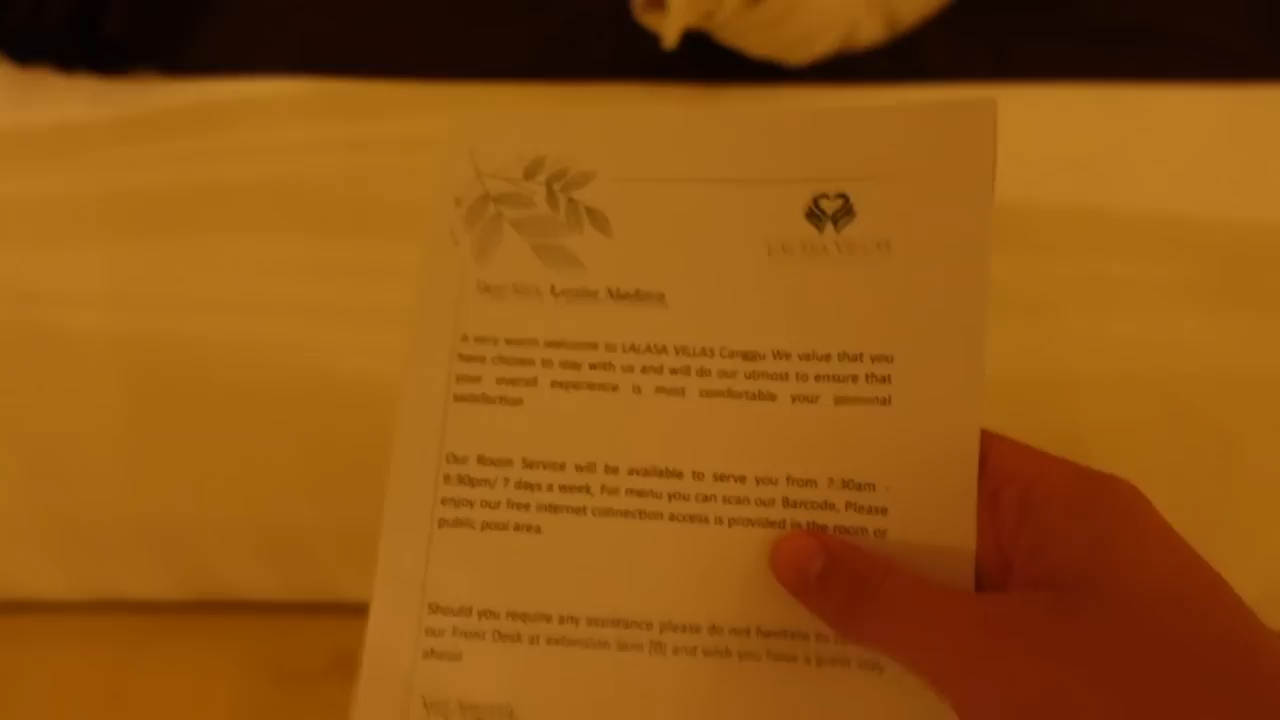 LALASA VILLAS
A very warm welcome to LALASA VILLAS Canggu We value that you
have chosen to stay with us and will do our utmost to ensure that
your overall experience is most comfortable your personal
satisfaction
Our Room Service will be available to serve you from 7:30am -
9:30pm/ 7 days a week, For menu you can scan our Barcode, Please
enjoy our free internet connection access is provided in the room or
public pool area.
Should you require any assistance please do not hesitate to
our Front Desk at extension zero (0) and wish you have a great stay
ahead